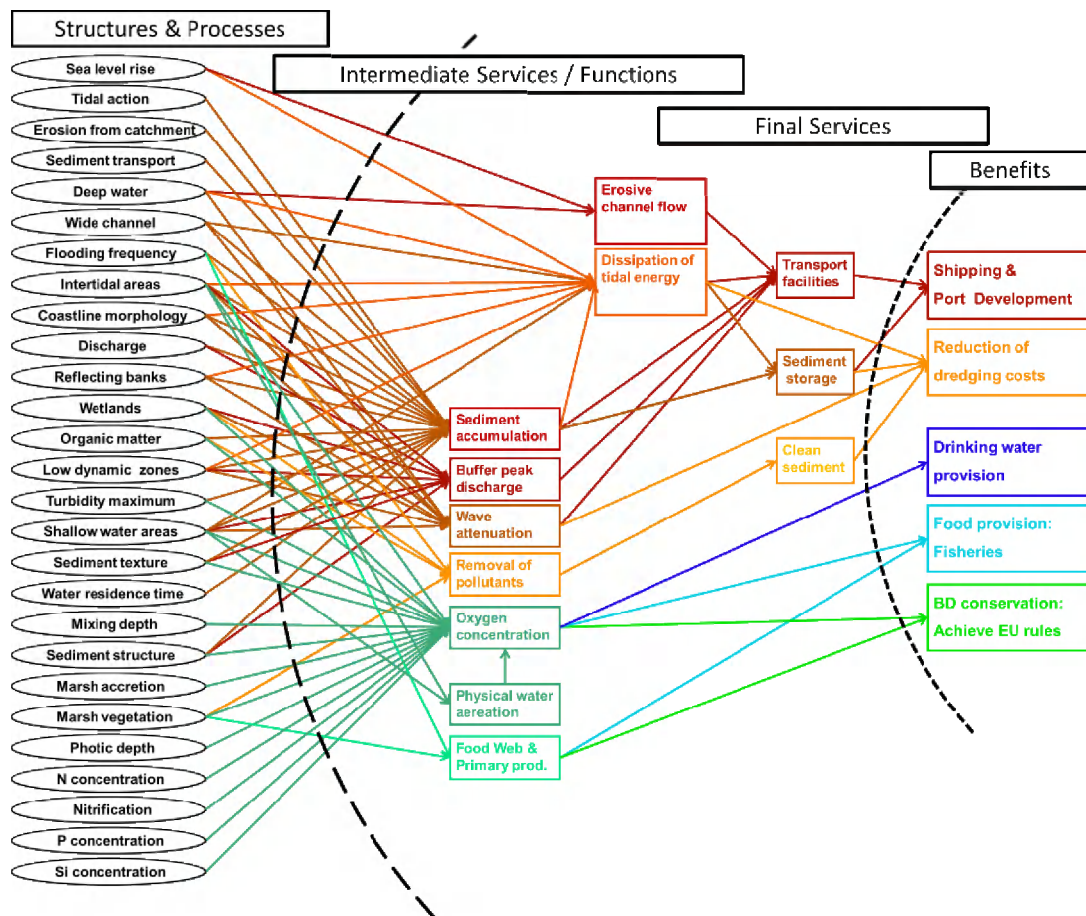 Structures & Processes
Intermediate Services / Functions
Final Services
Benefits
Sea level rise
Tidal action
Erosion from catchment
Sediment transport
Deep water
Wide channel
Flooding frequency
Intertidal areas
Coastline morphology
Discharge
Reflecting banks
Wetlands
Organic matter
Low dynamic zones
Turbidity maximum
Shallow water areas
Sediment texture
Water residence time
Mixing depth
Sediment structure
Marsh accretion
Marsh vegetation
Photic depth
N concentration
Nitrification
P concentration
Si concentration
Erosive
channel flow
Dissipation of
tidal energy
Sediment
accumulation
Buffer peak
discharge
Wave
attenuation
Removal of
pollutants
Oxygen
concentration
Physical water
aereation
Food Web &
Primary prod.
Transport
facilities
Sediment
storage
Clean
sediment
Shipping &
Port Development
Reduction of
dredging costs
Drinking water
provision
Food provision:
Fisheries
BD conservation:
Achieve EU rules